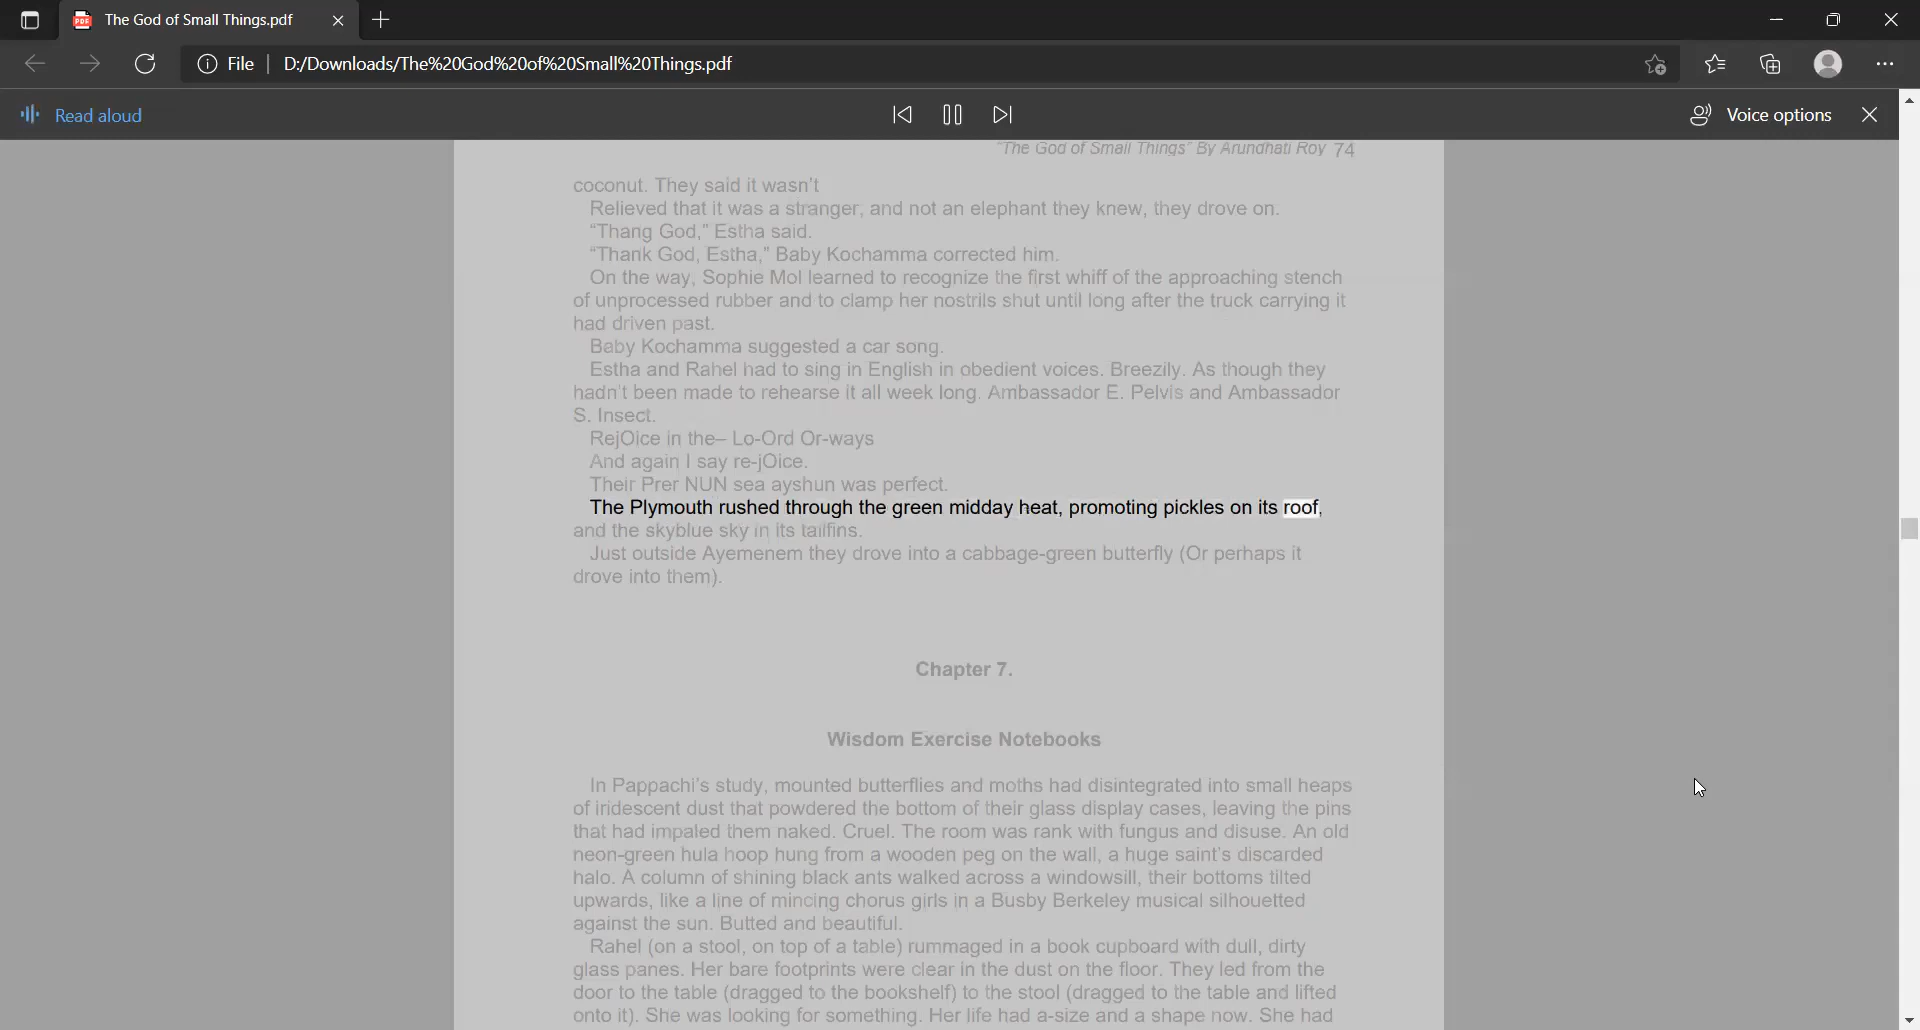 The God of Small Things.pdf
File
D:/Downloads/The%20God%20of%20Small%20Things.pdf
Read aloud
Voice options
"The God of Small Things" By Arundhati Roy 74
coconut. They said it wasn't
Relieved that it was a stranger, and not an elephant they knew, they drove on.
“Thang God,” Estha said.
“Thank God, Estha,” Baby Kochamma corrected him.
On the way, Sophie Mol learned to recognize the first whiff of the approaching stench
of unprocessed rubber and to clamp her nostrils shut until long after the truck carrying it
had driven past.
Baby Kochamma suggested a car song.
Estha and Rahel had to sing in English in obedient voices. Breezily. As though they
hadn't been made to rehearse it all week long. Ambassador E. Pelvis and Ambassador
S. Insect.
RejOice in the– Lo-Ord Or-ways
And again I say re-jOice.
Their Prer NUN sea ayshun was perfect.
The Plymouth rushed through the green midday heat, promoting pickles on its roof,
and the skyblue sky in its tailfins.
Just outside Ayemenem they drove into a cabbage-green butterfly (Or perhaps it
drove into them).
Chapter 7.
Wisdom Exercise Notebooks
In Pappachi's study, mounted butterflies and moths had disintegrated into small heaps
of iridescent dust that powdered the bottom of their glass display cases, leaving the pins
that had impaled them naked. Cruel. The room was rank with fungus and disuse. An old
neon-green hula hoop hung from a wooden peg on the wall, a huge saint's discarded
halo. A column of shining black ants walked across a windowsill, their bottoms tilted
upwards, like a line of mincing chorus girls in a Busby Berkeley musical silhouetted
against the sun. Butted and beautiful.
Rahel (on a stool, on top of a table) rummaged in a book cupboard with dull, dirty
glass panes. Her bare footprints were clear in the dust on the floor. They led from the
door to the table (dragged to the bookshelf) to the stool (dragged to the table and lifted
onto it). She was looking for something. Her life had a-size and a shape now. She had